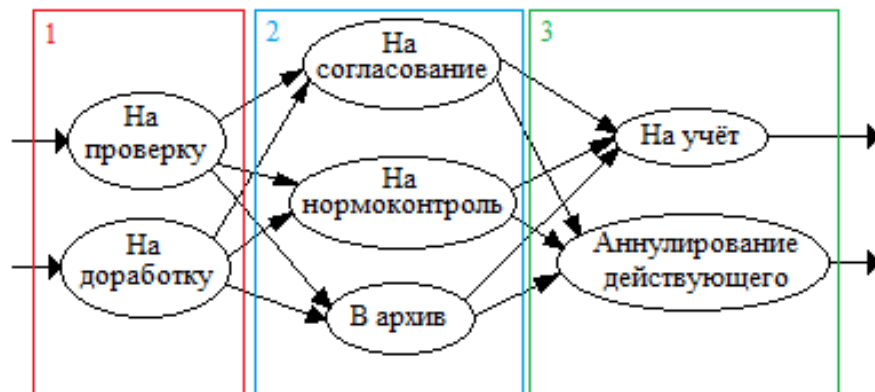 1
На
проверку
На
доработку
2
На
согласование
На
нормоконтроль
В архив
3
На учёт
Аннулирование
действующего